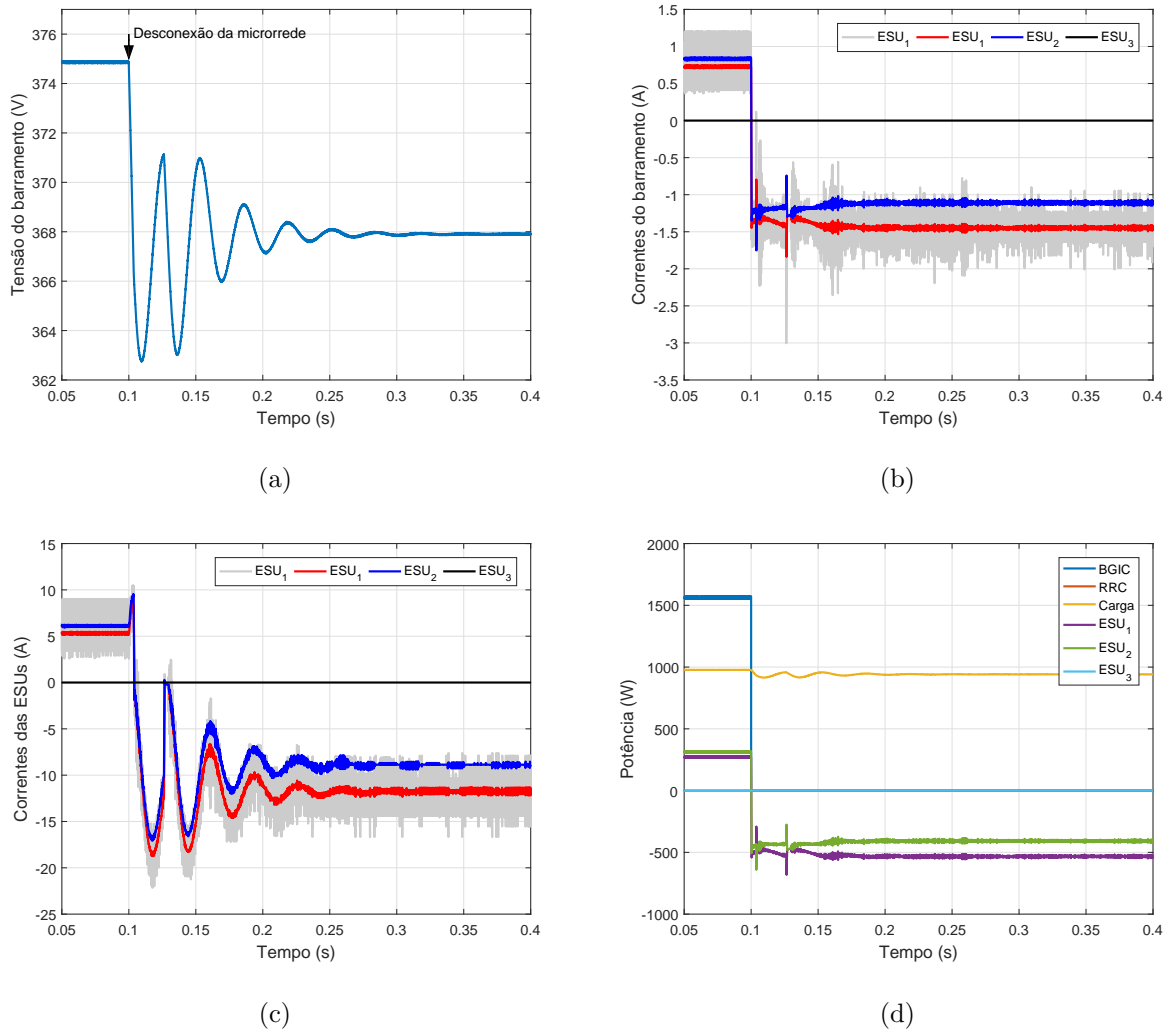 376
374
372
370
368
366
364
362
Tensão do barramento (V)
Desconexão da microrrede
0.05 0.1 0.15 0.2 0.25 0.3 0.35 0.4
Tempo (s)
(a)
1.5
1
0.5
0
-0.5
-1
-1.5
-2
-2.5
-3
-3.5
Correntes do barramento (A)
ESU1 ESU1 ESU2 ESU3
0.05 0.1 0.15 0.2 0.25 0.3 0.35 0.4
Tempo (s)
(b)
15
10
5
0
-5
-10
-15
-20
-25
Correntes das ESUs (A)
ESU1 ESU1 ESU2 ESU3
0.05 0.1 0.15 0.2 0.25 0.3 0.35 0.4
Tempo (s)
(c)
2000
1500
1000
500
0
-500
-1000
Potência (W)
BGIC
RRC
Carga
ESU1
ESU2
ESU3
0.05 0.1 0.15 0.2 0.25 0.3 0.35 0.4
Tempo (s)
(d)